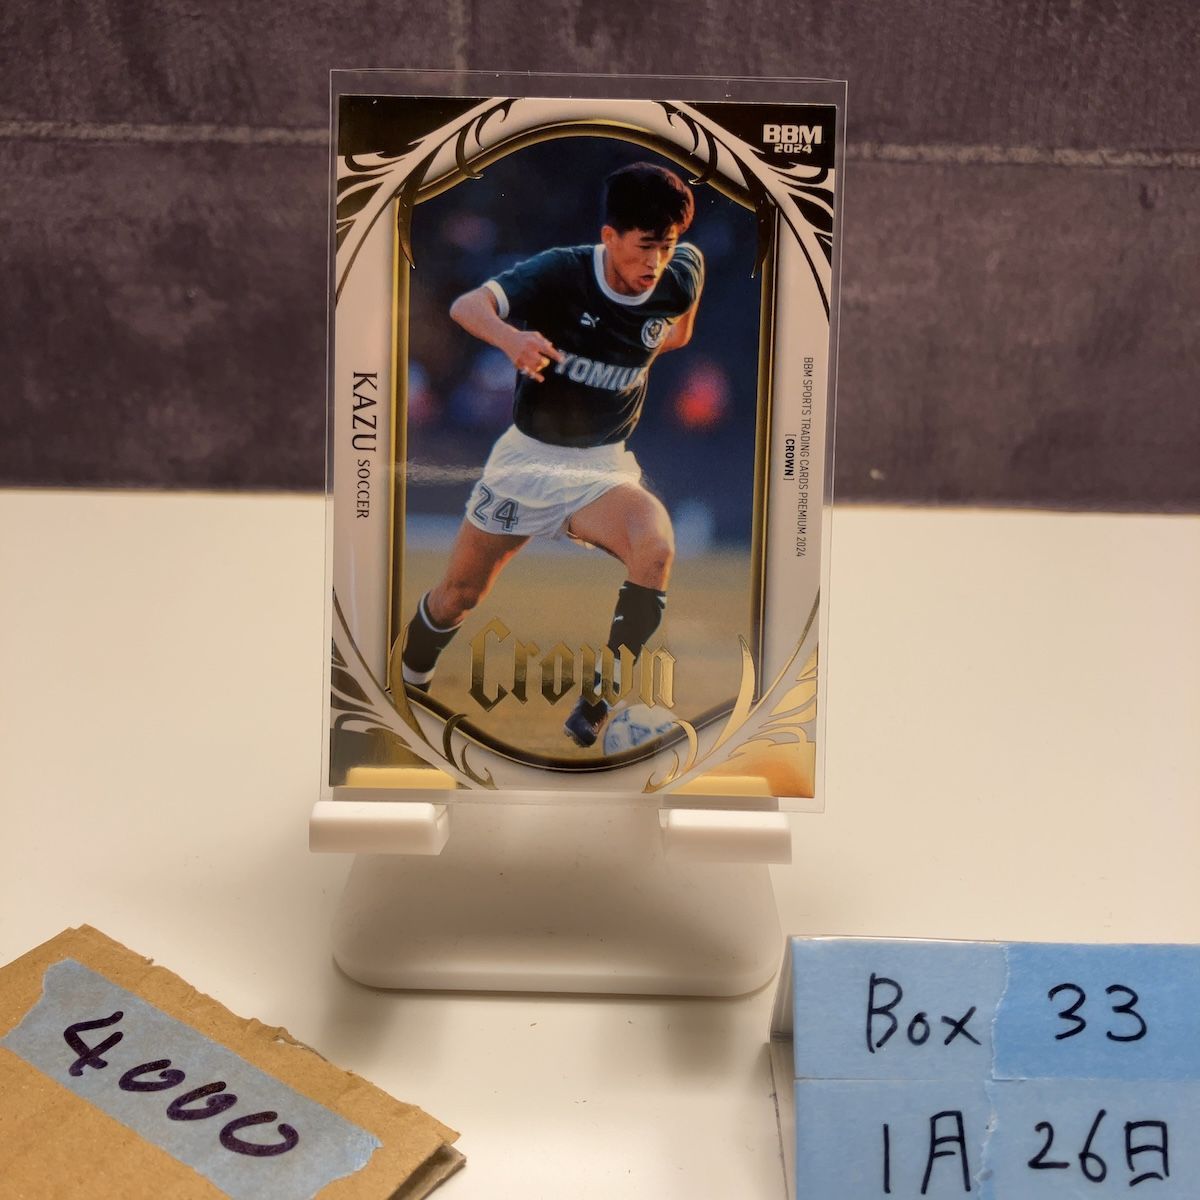 BBM
2024
KAZU SOCCER
BBM SPORTS TRADING CARDS PREMIUM 2024
[CROWN]
YOMIU
24
Crown
4000
Box 33
1月 26日